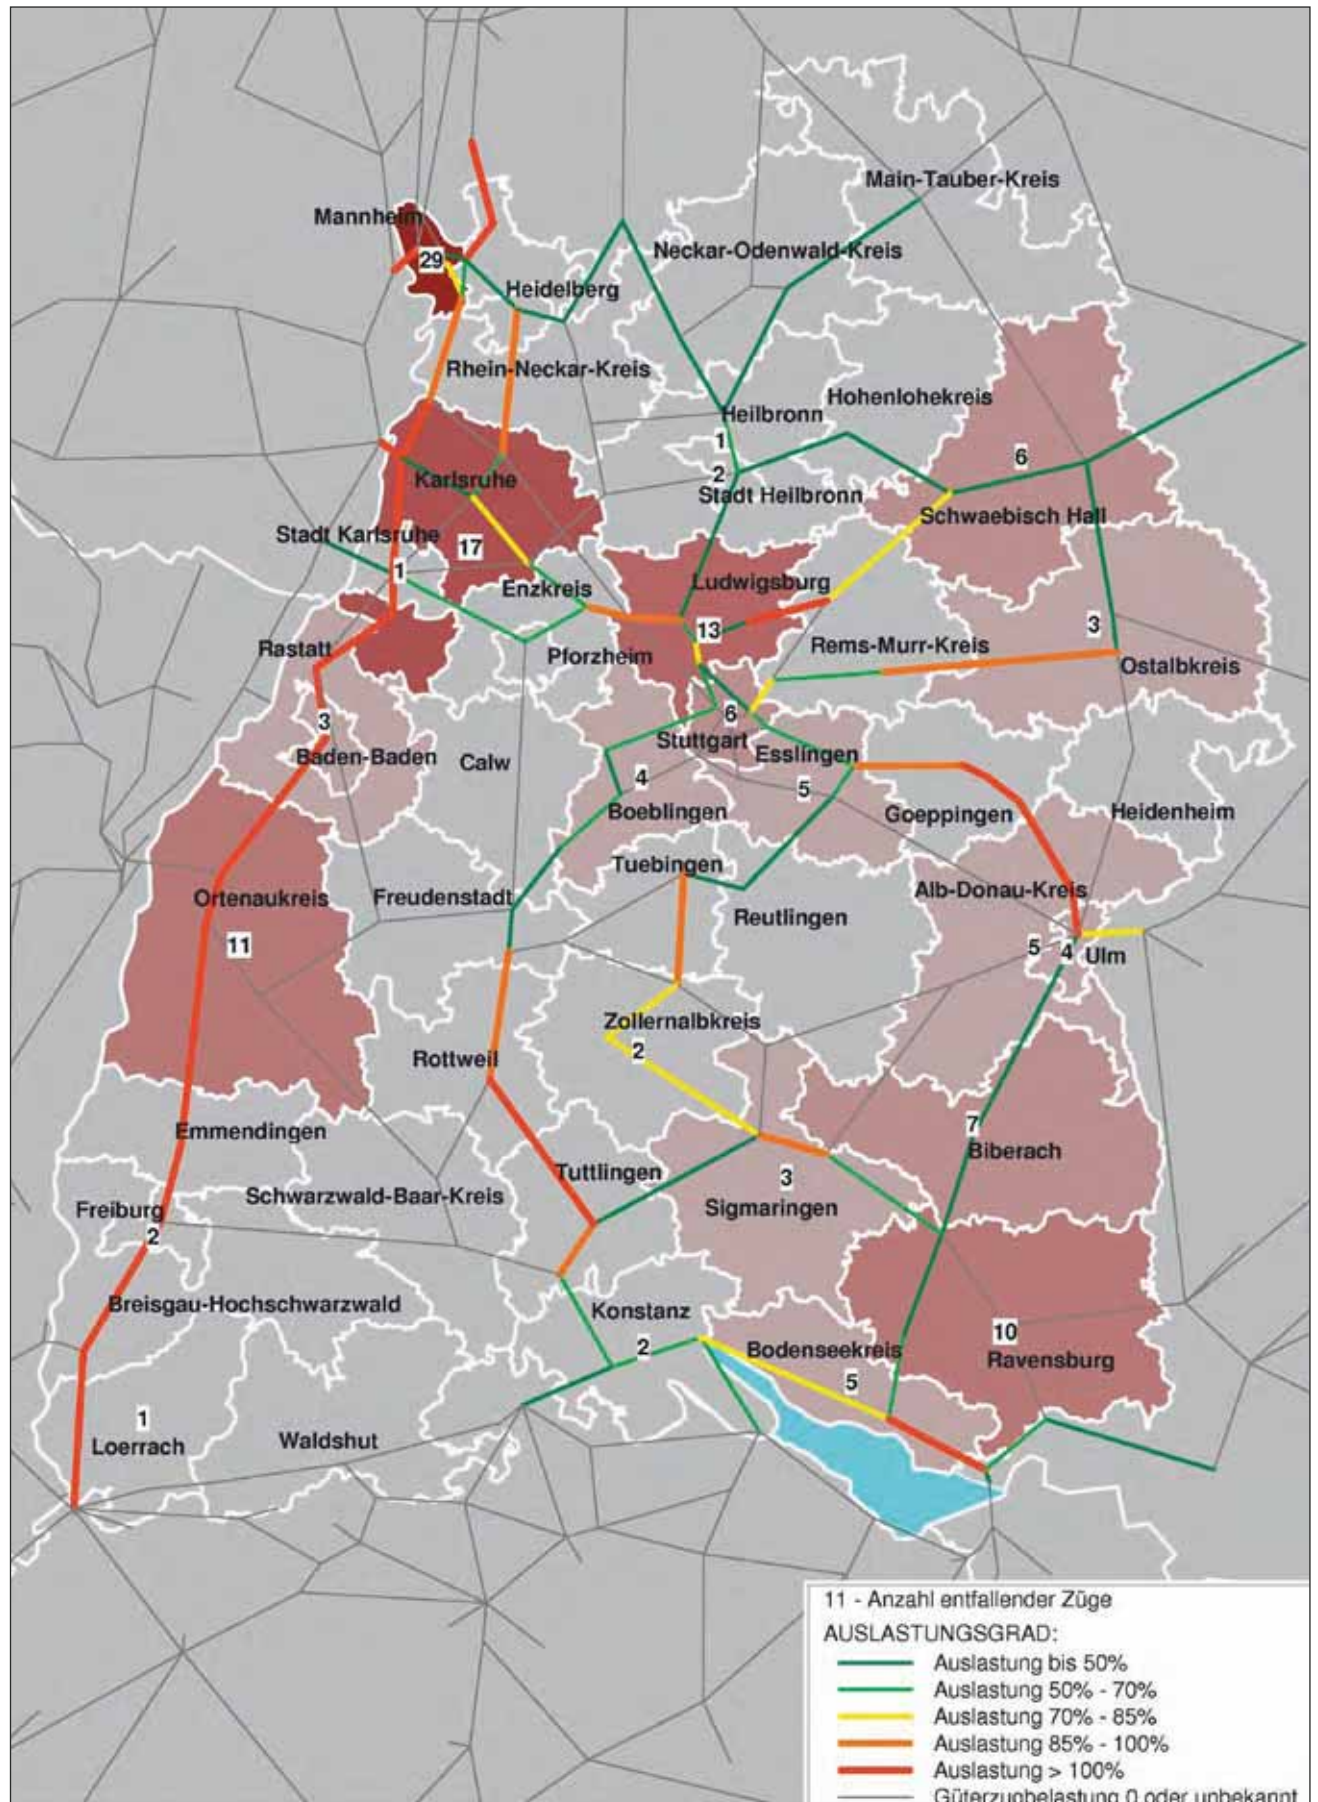 Main-Tauber-Kreis
Mannheim
Neckar-Odenwald-Kreis
29
Heidelberg
Rhein-Neckar-Kreis
Hohenlohekreis
Heilbronn
1
6
2
Karlsruhe
Stadt Heilbronn
Schwaebisch Hall
Stadt Karlsruhe
17
1
Ludwigsburg
Enzkreis
13
3
Rems-Murr-Kreis
Rastatt
Pforzheim
Ostalbkreis
6
3
Stuttgart
Esslingen
Baden-Baden
Calw
4
5
Boeblingen
Goeppingen
Heidenheim
Tuebingen
Alb-Donau-Kreis
Ortenaukreis
Freudenstadt
Reutlingen
11
5
4
Ulm
Zollernalbkreis
2
Rottweil
7
Emmendingen
Biberach
Tuttlingen
3
Schwarzwald-Baar-Kreis
Freiburg
Sigmaringen
2
Breisgau-Hochschwarzwald
Konstanz
10
2
Bodenseekreis
Ravensburg
5
1
Loerrach
Waldshut
11 - Anzahl entfallender Züge
AUSLASTUNGSGRAD:
Auslastung bis 50%
Auslastung 50% - 70%
Auslastung 70% - 85%
Auslastung 85% - 100%
Auslastung > 100%
Güterzugbelastung 0 oder unbekannt